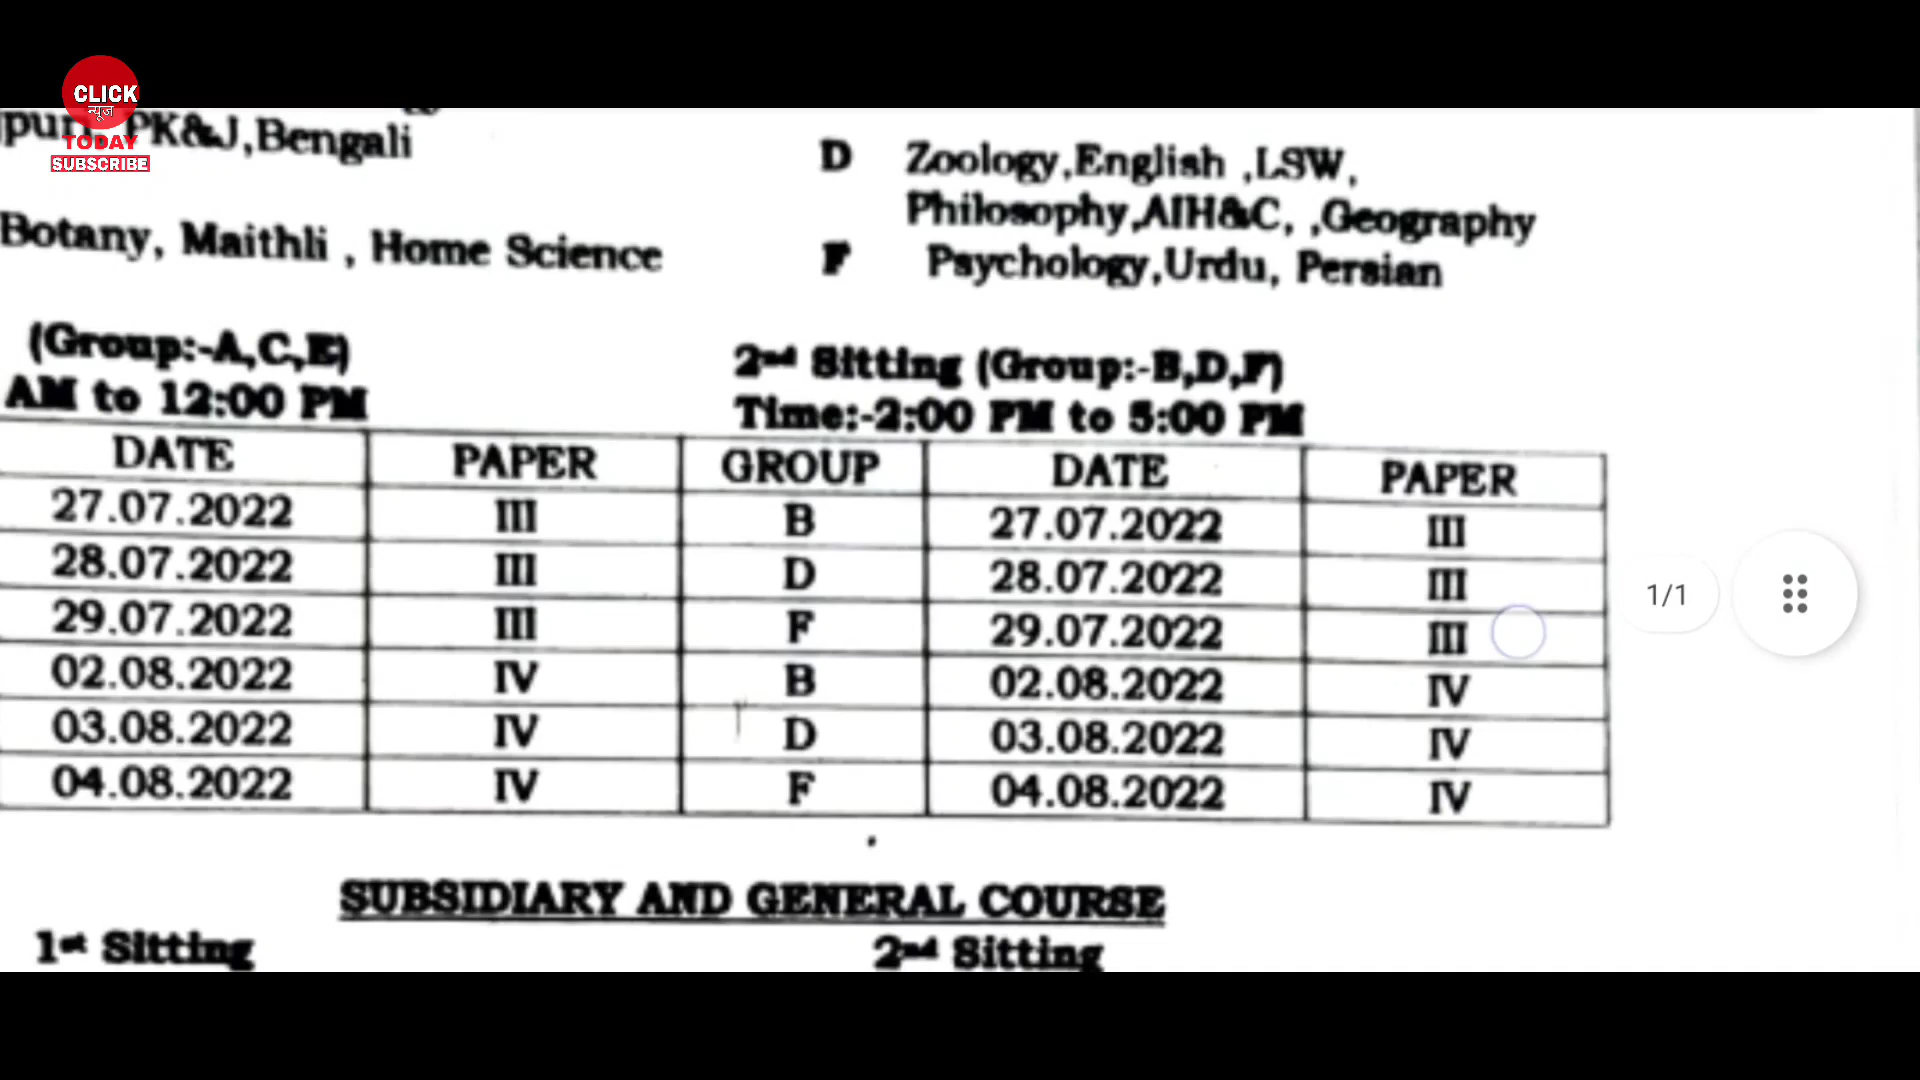 CLICK
न्यूज
TODAY
SUBSCRIBE
PK&J,Bengali
D Zoology,English ,LSW,
Philosophy,AIH&C, ,Geography
Botany, Maithli , Home Science
F Psychology,Urdu, Persian
(Group:-A,C,E)
2nd Sitting (Group:-B,D,F)
AM to 12:00 PM
Time:-2:00 PM to 5:00 PM
DATE PAPER GROUP DATE PAPER
27.07.2022 III B 27.07.2022 III
28.07.2022 III D 28.07.2022 III
29.07.2022 III F 29.07.2022 III
02.08.2022 IV B 02.08.2022 IV
03.08.2022 IV D 03.08.2022 IV
04.08.2022 IV F 04.08.2022 IV
1/1
SUBSIDIARY AND GENERAL COURSE
1st Sitting 2nd Sitting